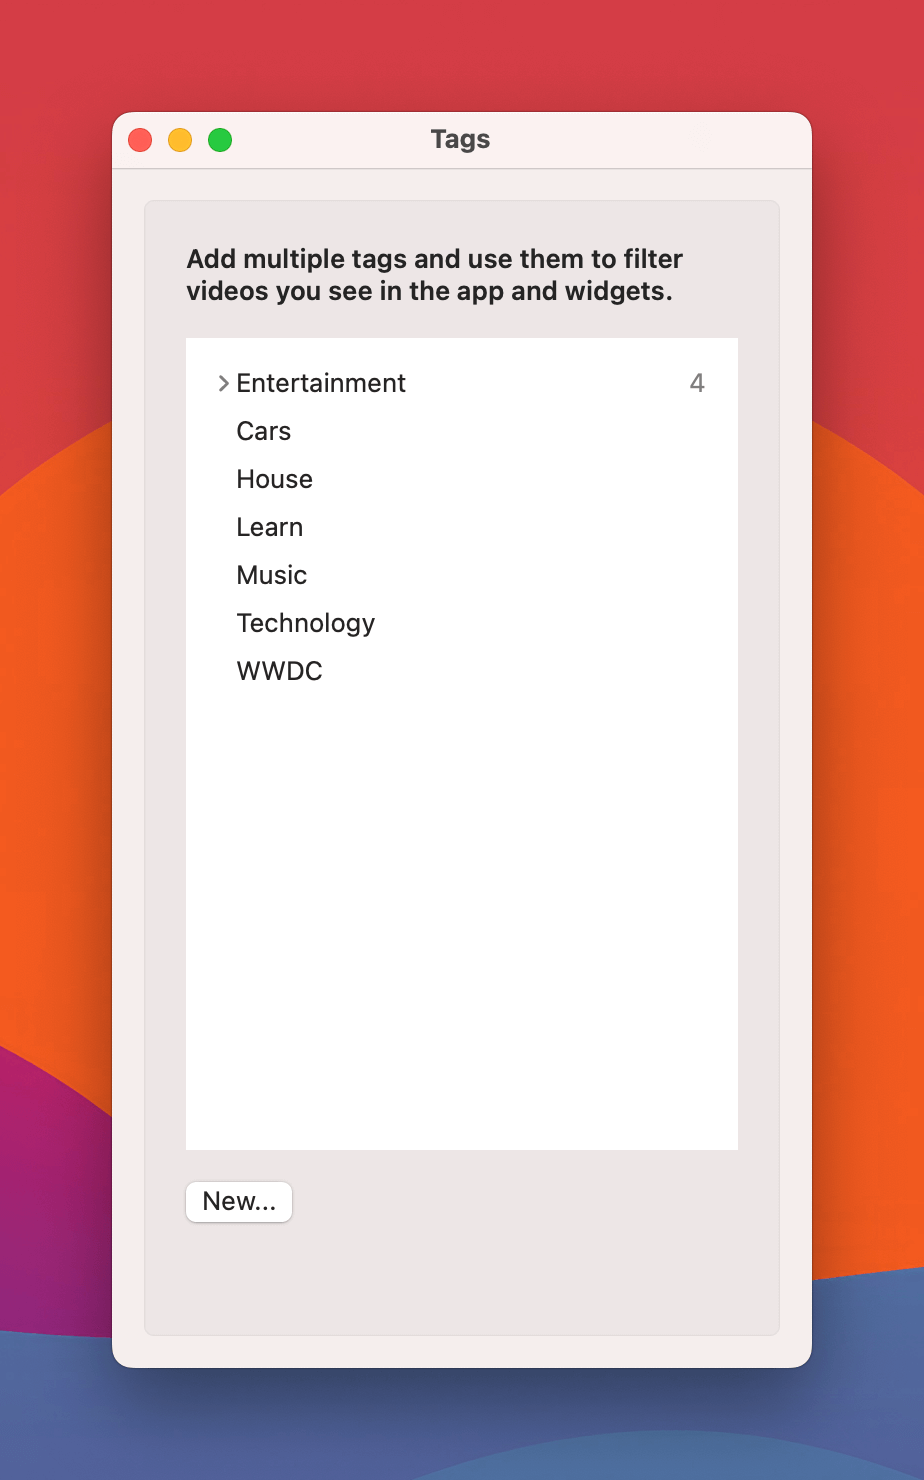 Tags
Add multiple tags and use them to filter
videos you see in the app and widgets.
Entertainment 4
Cars
House
Learn
Music
Technology
WWDC
New...